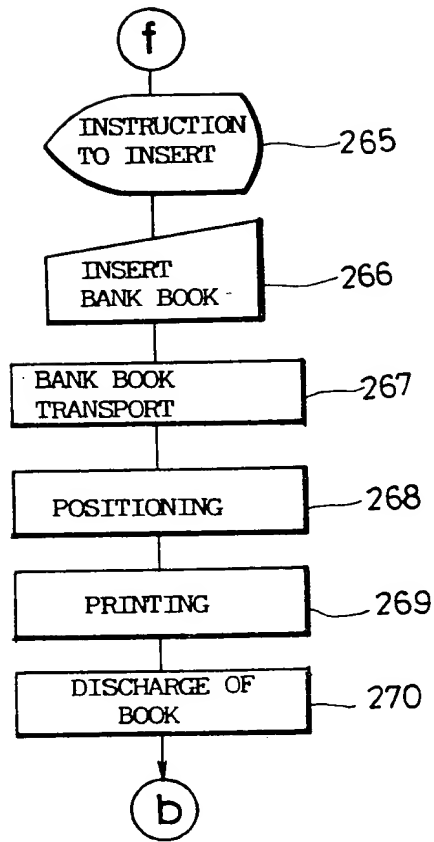 f
INSTRUCTION
TO INSERT
265
INSERT
BANK BOOK
266
BANK BOOK
TRANSPORT
267
POSITIONING
268
PRINTING
269
DISCHARGE OF
BOOK
270
b